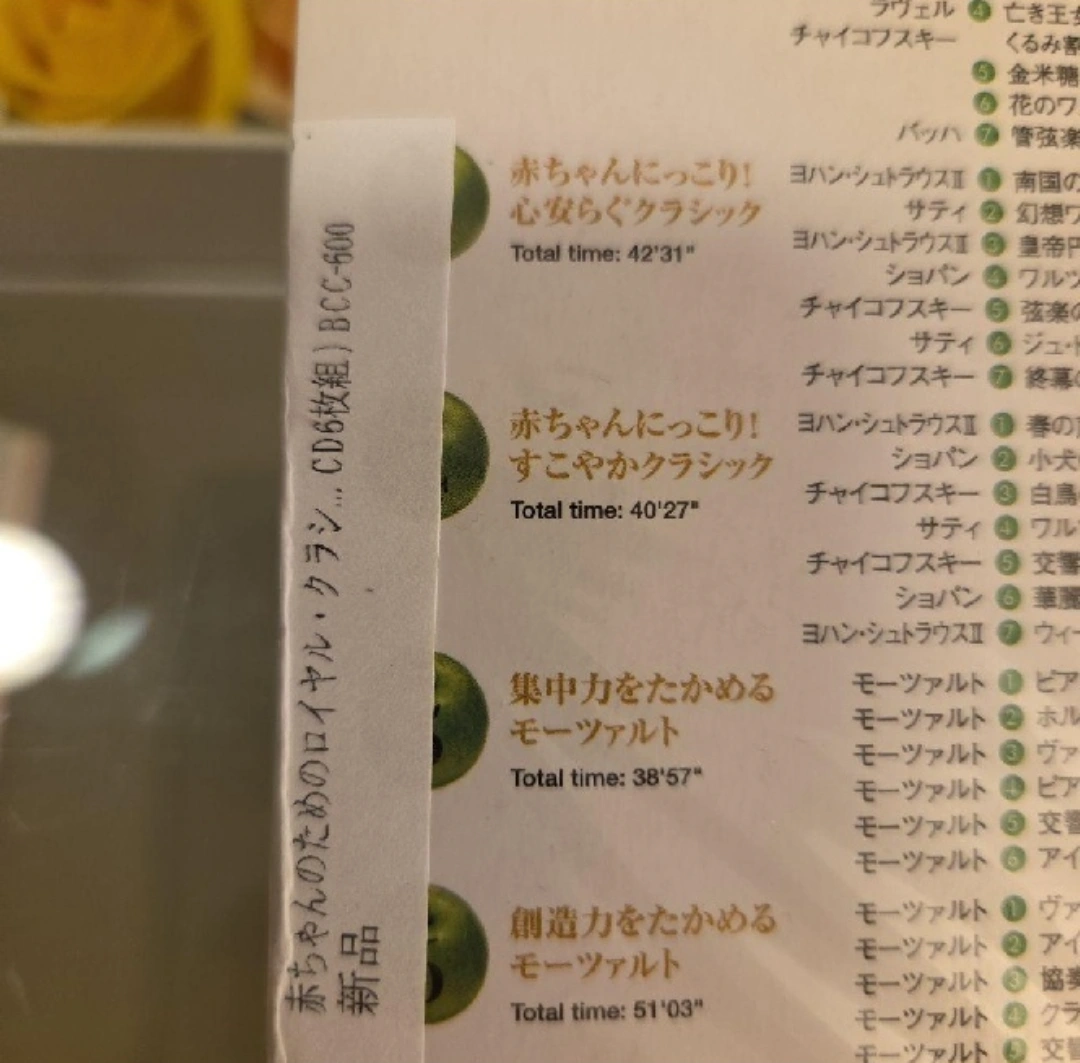 赤ちゃんのためのロイヤル・クラシ... CD6枚組) BCC-600
新品
ラヴェル 4 亡き王
チャイコフスキー くるみ割
5 金米糖
6 花のワ
バッハ 7 管弦楽
赤ちゃんにっこり!
心安らぐクラシック
Total time: 42'31"
ヨハン・シュトラウスII 1 南国の
サティ 2 幻想ワ
ヨハン・シュトラウスII 3 皇帝円
ショパン 4 ワルツ
チャイコフスキー 5 弦楽の
サティ 6 ジュ・ト
チャイコフスキー 7 終幕の
赤ちゃんにっこり!
すこやかクラシック
Total time: 40'27"
ヨハン・シュトラウスII 1 春の
ショパン 2 小犬
チャイコフスキー 3 白鳥
サティ 4 ワル
チャイコフスキー 5 交響
ショパン 6 華麗
ヨハン・シュトラウスII 7 ウィー
集中力をたかめる
モーツァルト
Total time: 38'57"
モーツァルト 1 ピア
モーツァルト 2 ホル
モーツァルト 3 ヴァ
モーツァルト 4 ピア
モーツァルト 5 交響
モーツァルト 6 アイ
創造力をたかめる
モーツァルト
Total time: 51'03"
モーツァルト 1 ヴァ
モーツァルト 2 アイ
モーツァルト 3 協奏
モーツァルト 4 クラ
モーツァルト 5 交響